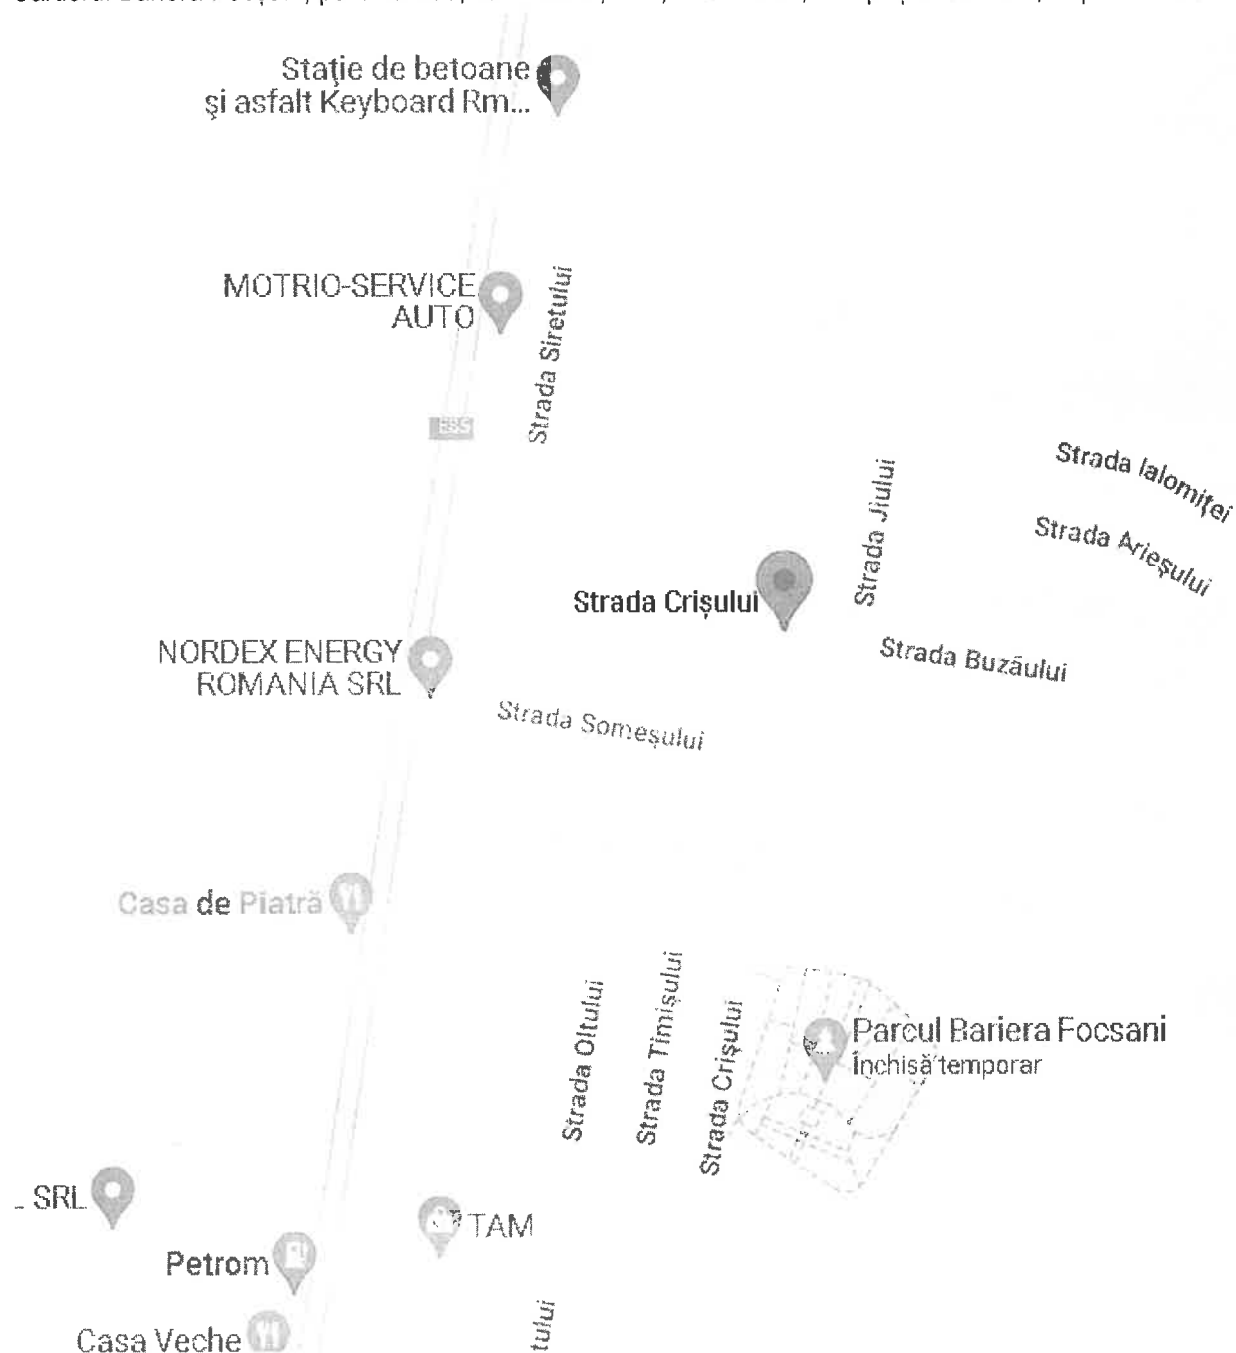 Stație de betoane
și asfalt Keyboard Rm...
MOTRIO-SERVICE
AUTO
Strada Siretului
E85
Strada Ialomiței
Strada Jiului
Strada Arieșului
Strada Crișului
NORDEX ENERGY
ROMANIA SRL
Strada Buzăului
Strada Someșului
Casa de Piatră
Strada Oltului
Strada Timișului
Strada Crișului
Parcul Bariera Focsani
Închisă temporar
SRL
TAM
Petrom
Casa Veche
tului